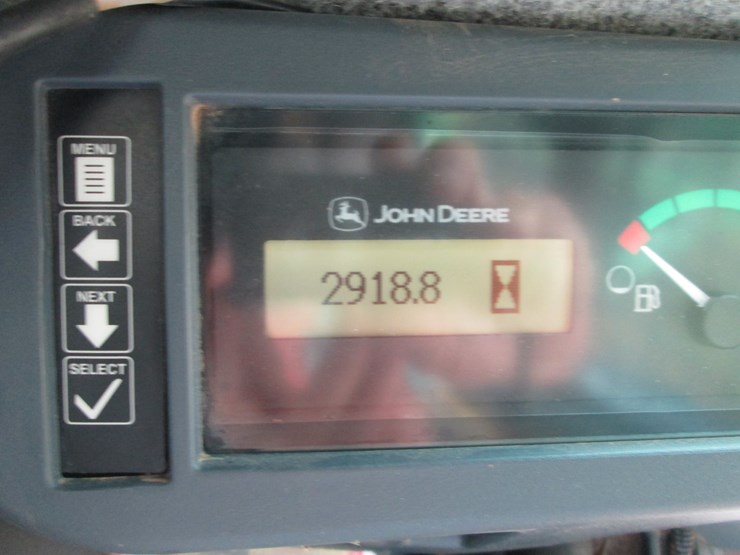 MENU
BACK
NEXT
SELECT
JOHN DEERE
2918.8